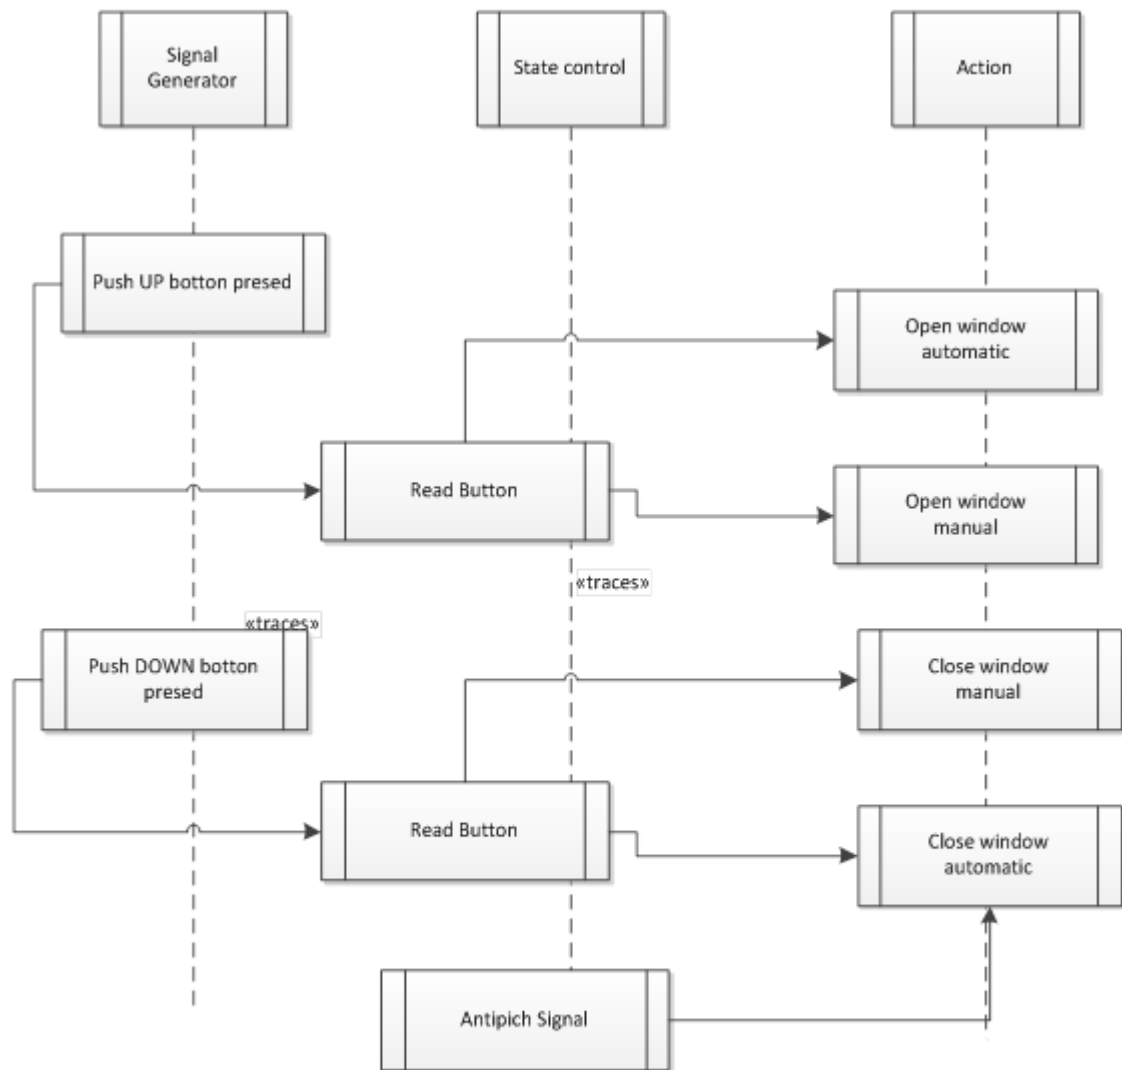 Signal
Generator
State control
Action
Push UP botton presed
Open window
automatic
Read Button
Open window
manual
«traces»
«traces»
Push DOWN botton
presed
Close window
manual
Read Button
Close window
automatic
Antipich Signal